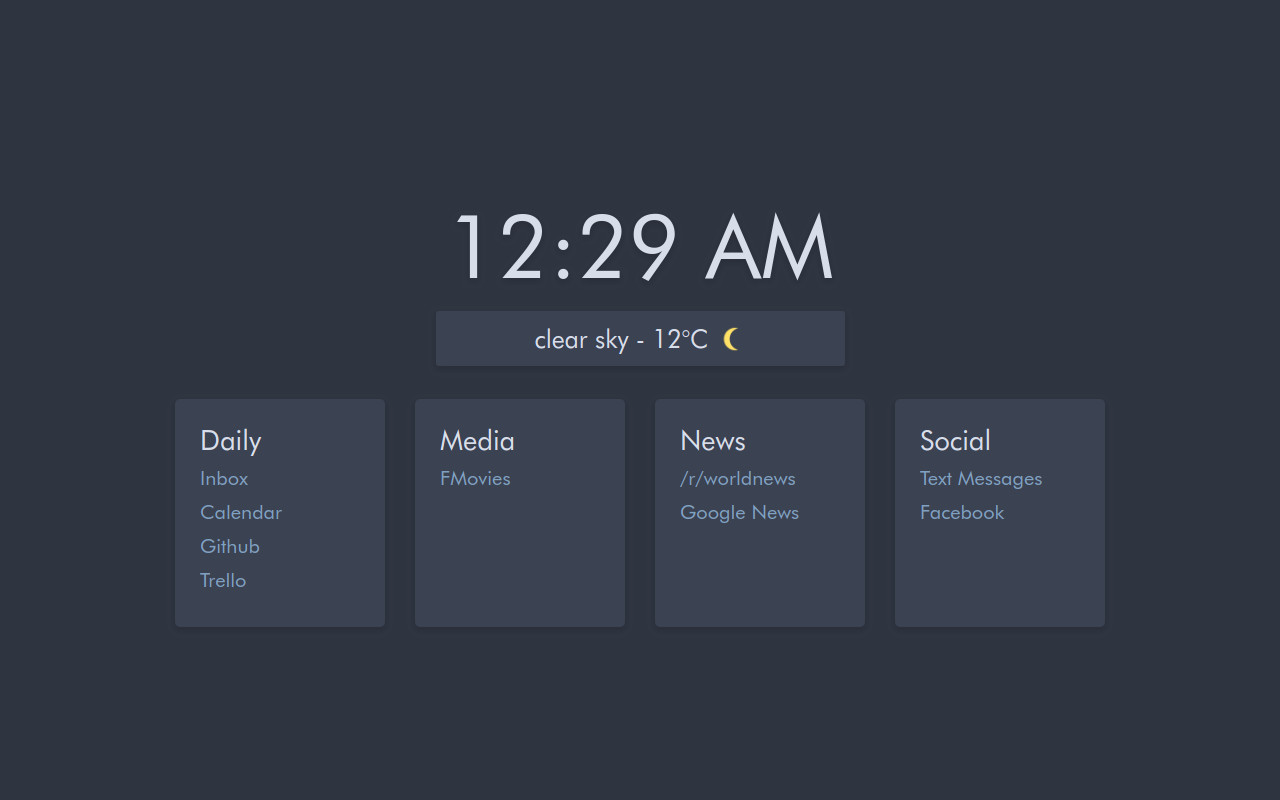 12:29 AM
clear sky - 12°C
Daily
Inbox
Calendar
Github
Trello
Media
FMovies
News
/r/worldnews
Google News
Social
Text Messages
Facebook